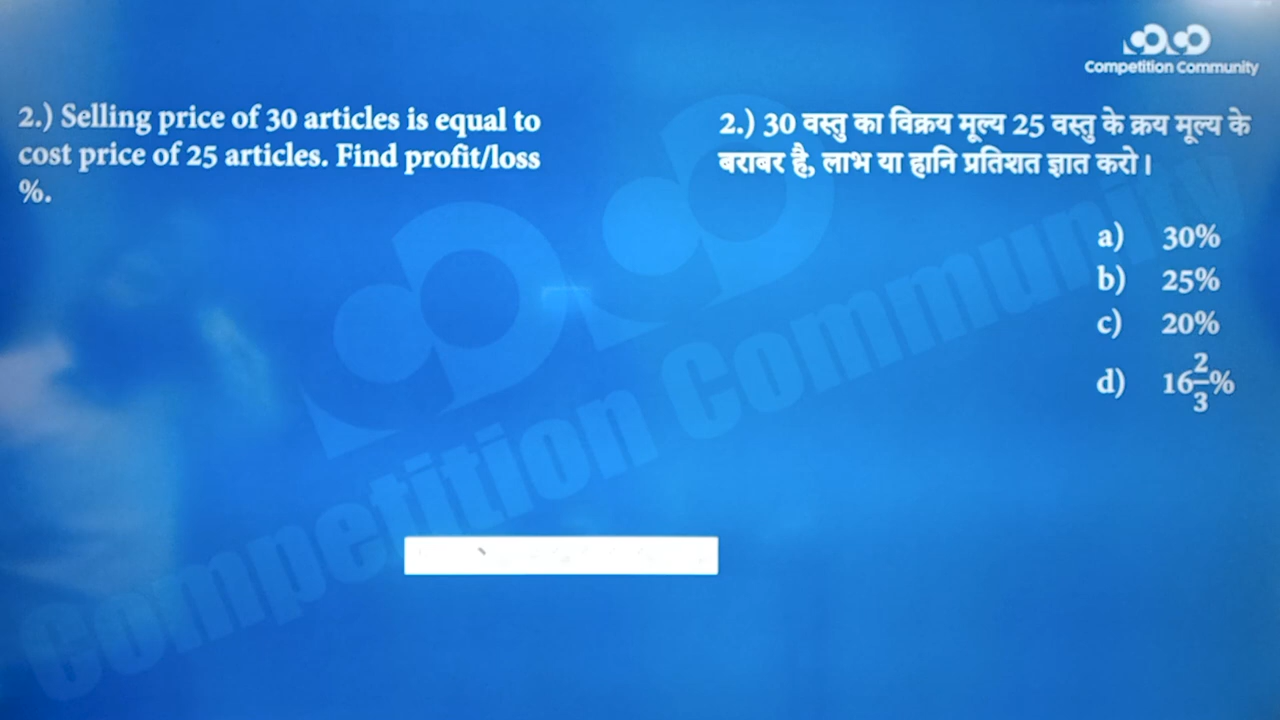 Competition Community
2.) Selling price of 30 articles is equal to
cost price of 25 articles. Find profit/loss
%.
2.) 30 वस्तु का विक्रय मूल्य 25 वस्तु के क्रय मूल्य के
बराबर है, लाभ या हानि प्रतिशत ज्ञात करो।
a) 30%
b) 25%
c) 20%
d) 16 2/3%
Competition Community